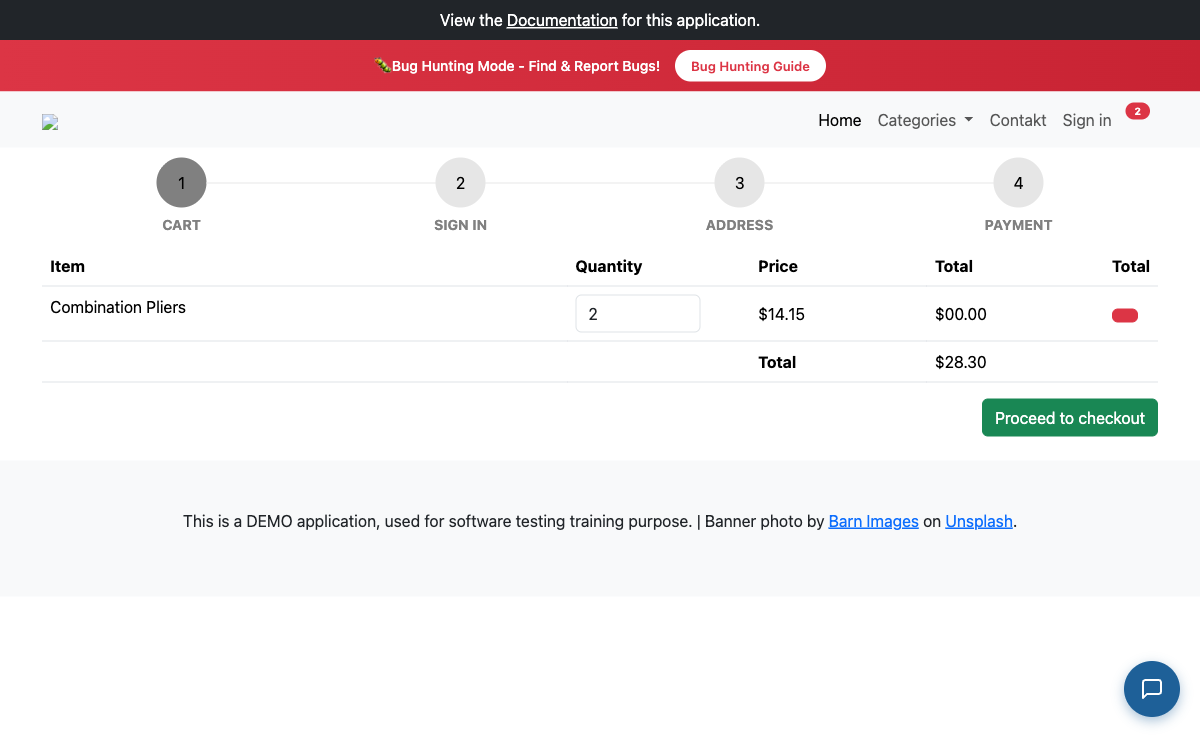 View the Documentation for this application.
🐛Bug Hunting Mode - Find & Report Bugs! Bug Hunting Guide
Home Categories Contakt Sign in 2
1 2 3 4
CART SIGN IN ADDRESS PAYMENT
Item Quantity Price Total Total
Combination Pliers 2 $14.15 $00.00
Total $28.30
Proceed to checkout
This is a DEMO application, used for software testing training purpose. | Banner photo by Barn Images on Unsplash.